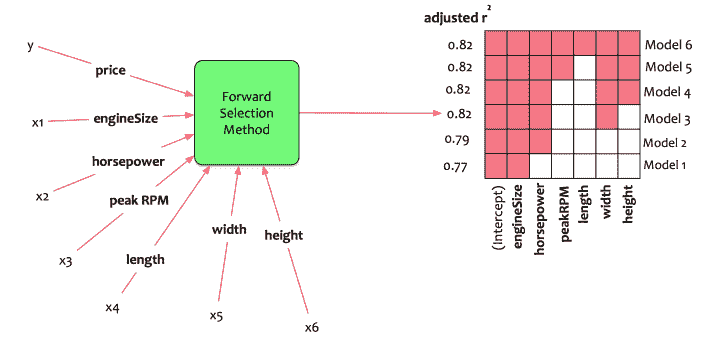 adjusted r²
y
price
x1
engineSize
horsepower
x2
peak RPM
x3
length
x4
width
x5
height
x6
Forward
Selection
Method
0.82
Model 6
0.82
Model 5
0.82
Model 4
0.82
Model 3
0.79
Model 2
0.77
Model 1
(Intercept)
engineSize
horsepower
peakRPM
length
width
height